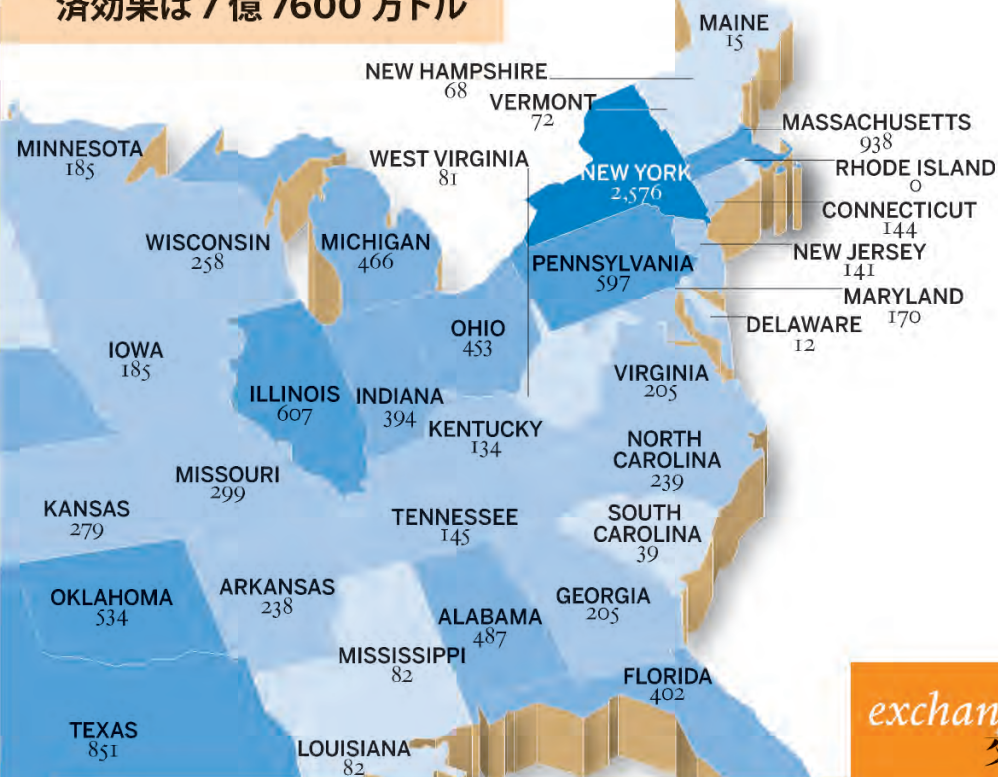 済効果は7億7600万ドル
MAINE
15
NEW HAMPSHIRE
68
VERMONT
72
MASSACHUSETTS
938
MINNESOTA
185
WEST VIRGINIA
81
RHODE ISLAND
0
NEW YORK
2,576
CONNECTICUT
144
WISCONSIN
258
MICHIGAN
466
NEW JERSEY
141
PENNSYLVANIA
597
MARYLAND
170
DELAWARE
12
OHIO
453
IOWA
185
VIRGINIA
205
ILLINOIS
607
INDIANA
394
KENTUCKY
134
NORTH
CAROLINA
239
MISSOURI
299
KANSAS
279
TENNESSEE
145
SOUTH
CAROLINA
39
OKLAHOMA
534
ARKANSAS
238
ALABAMA
487
GEORGIA
205
MISSISSIPPI
82
FLORIDA
402
TEXAS
851
LOUISIANA
82
exchan